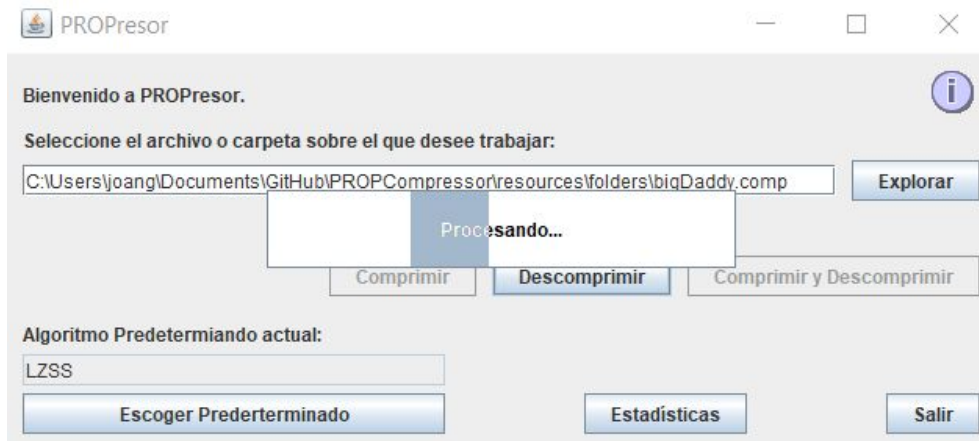 PROPresor
Bienvenido a PROPresor.
Seleccione el archivo o carpeta sobre el que desee trabajar:
C:\Users\joang\Documents\GitHub\PROPCompressor\resources\folders\bigDaddy.comp
Explorar
Procesando...
Comprimir
Descomprimir
Comprimir y Descomprimir
Algoritmo Predetermiando actual:
LZSS
Escoger Prederterminado
Estadísticas
Salir